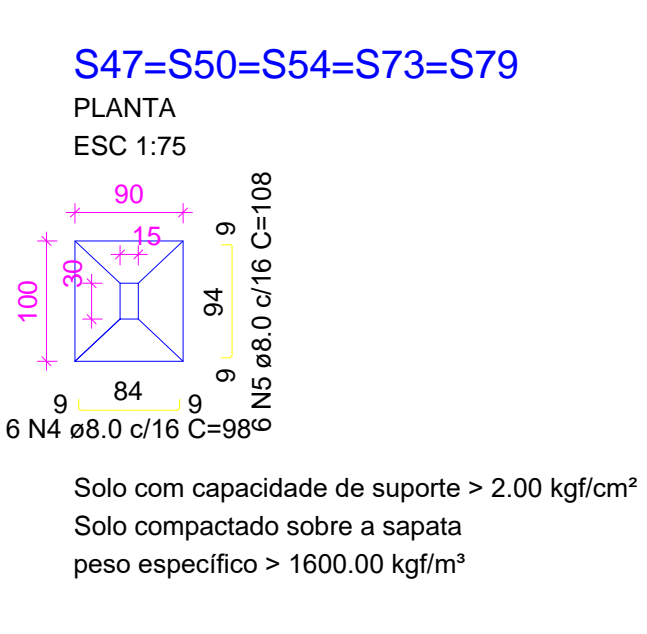 S47=S50=S54=S73=S79
PLANTA
ESC 1:75
90
15
30
100
9
94
9
6 N5 ø8.0 c/16 C=108
9
84
9
6 N4 ø8.0 c/16 C=98
Solo com capacidade de suporte > 2.00 kgf/cm²
Solo compactado sobre a sapata
peso específico > 1600.00 kgf/m³